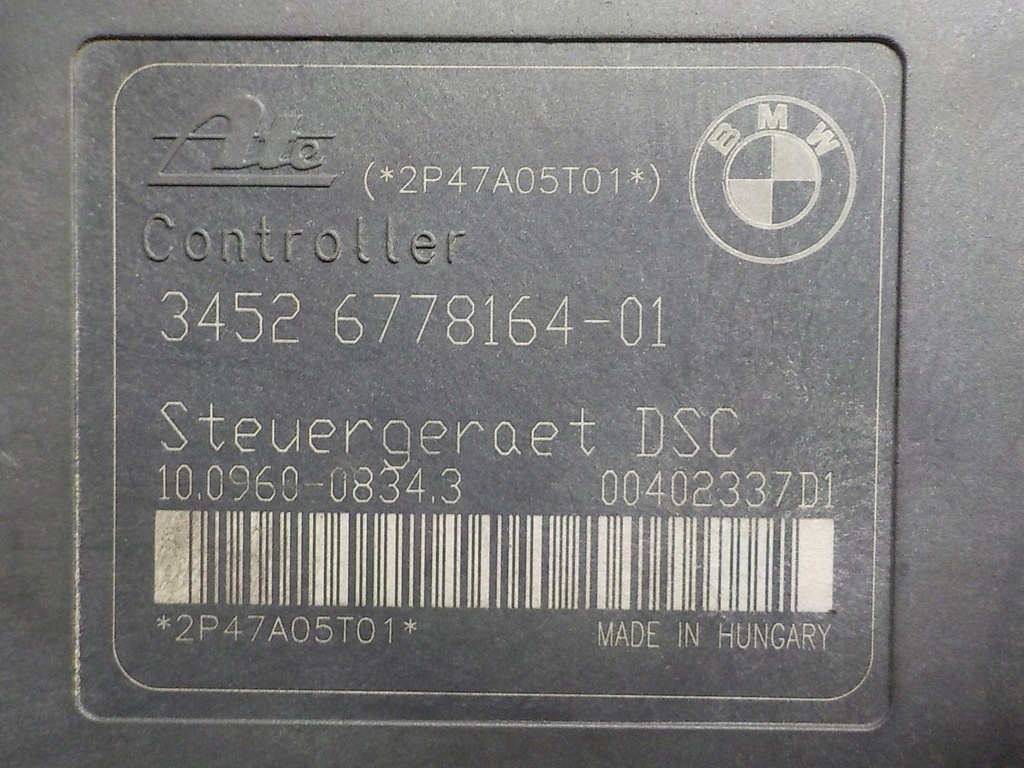 Ate
(*2P47A05T01*)
BMW
Controller
3452 6778164-01
Steuergeraet DSC
10.0960-0834.3 00402337D1
*2P47A05T01* MADE IN HUNGARY